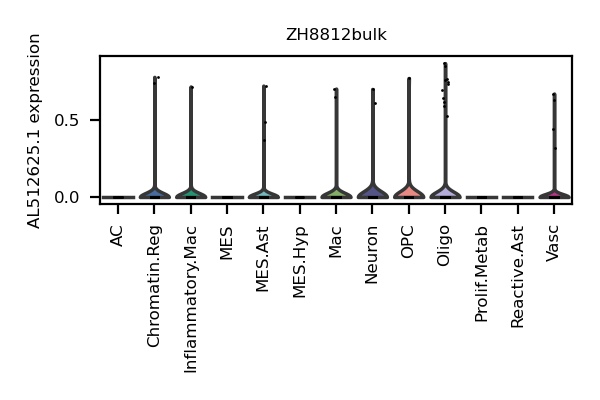 ZH8812bulk
AL512625.1 expression
0.5
0.0
AC
Chromatin.Reg
Inflammatory.Mac
MES
MES.Ast
MES.Hyp
Mac
Neuron
OPC
Oligo
Prolif.Metab
Reactive.Ast
Vasc